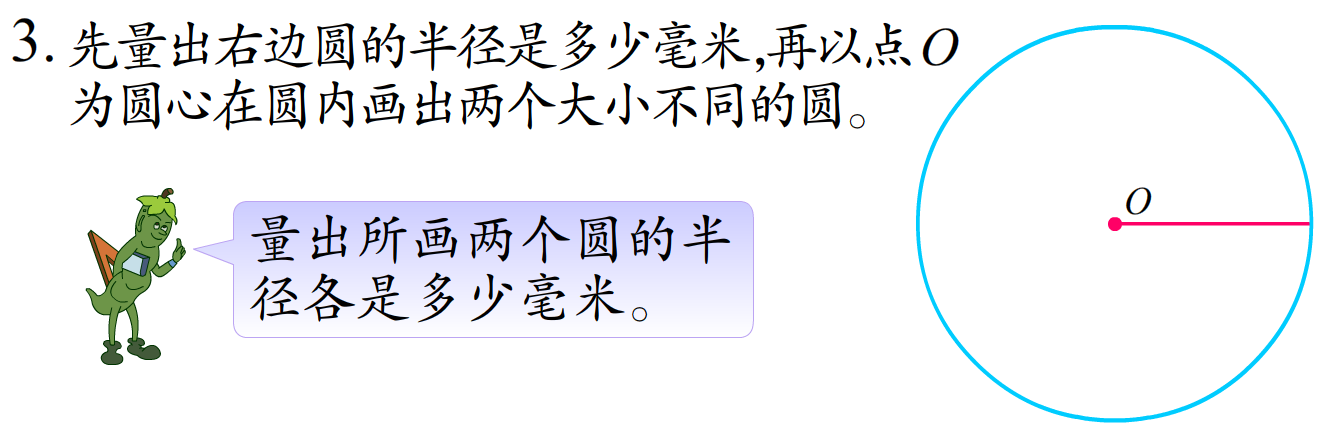 3. 先量出右边圆的半径是多少毫米,再以点O
为圆心在圆内画出两个大小不同的圆。
量出所画两个圆的半
径各是多少毫米。
O